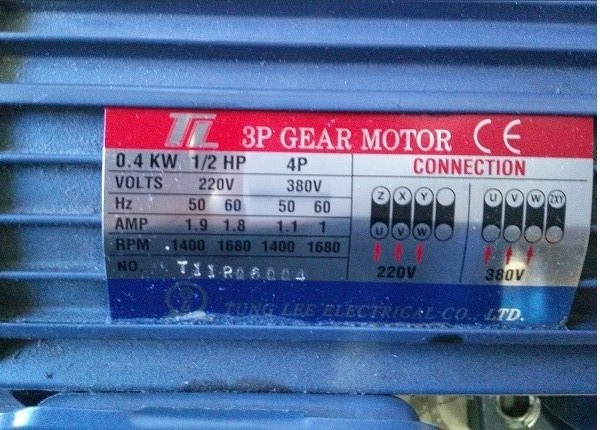 TL 3P GEAR MOTOR CE
0.4 KW 1/2 HP 4P
VOLTS 220V 380V
Hz 50 60 50 60
AMP 1.9 1.8 1.1 1
RPM 1400 1680 1400 1680
NO. T11R06004
CONNECTION
Z X Y
U V W
220V
U V W ZXY
380V
TUNG LEE ELECTRICAL CO., LTD.